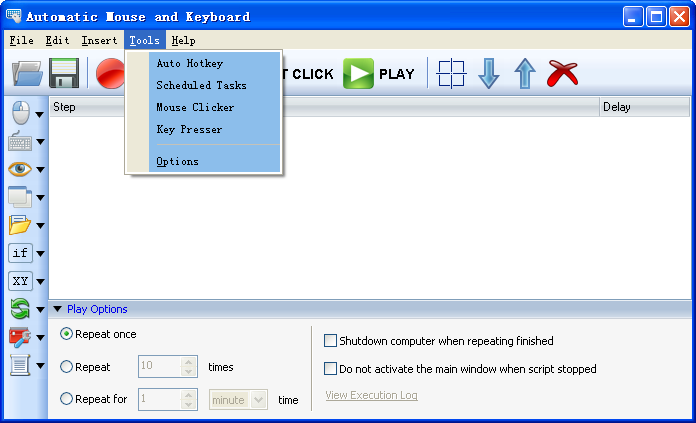 Automatic Mouse and Keyboard
File Edit Insert Tools Help
Auto Hotkey
Scheduled Tasks
Mouse Clicker
Key Presser
Options
CLICK PLAY
Step Delay
if
XY
Play Options
Repeat once
Repeat 10 times
Repeat for 1 minute time
Shutdown computer when repeating finished
Do not activate the main window when script stopped
View Execution Log